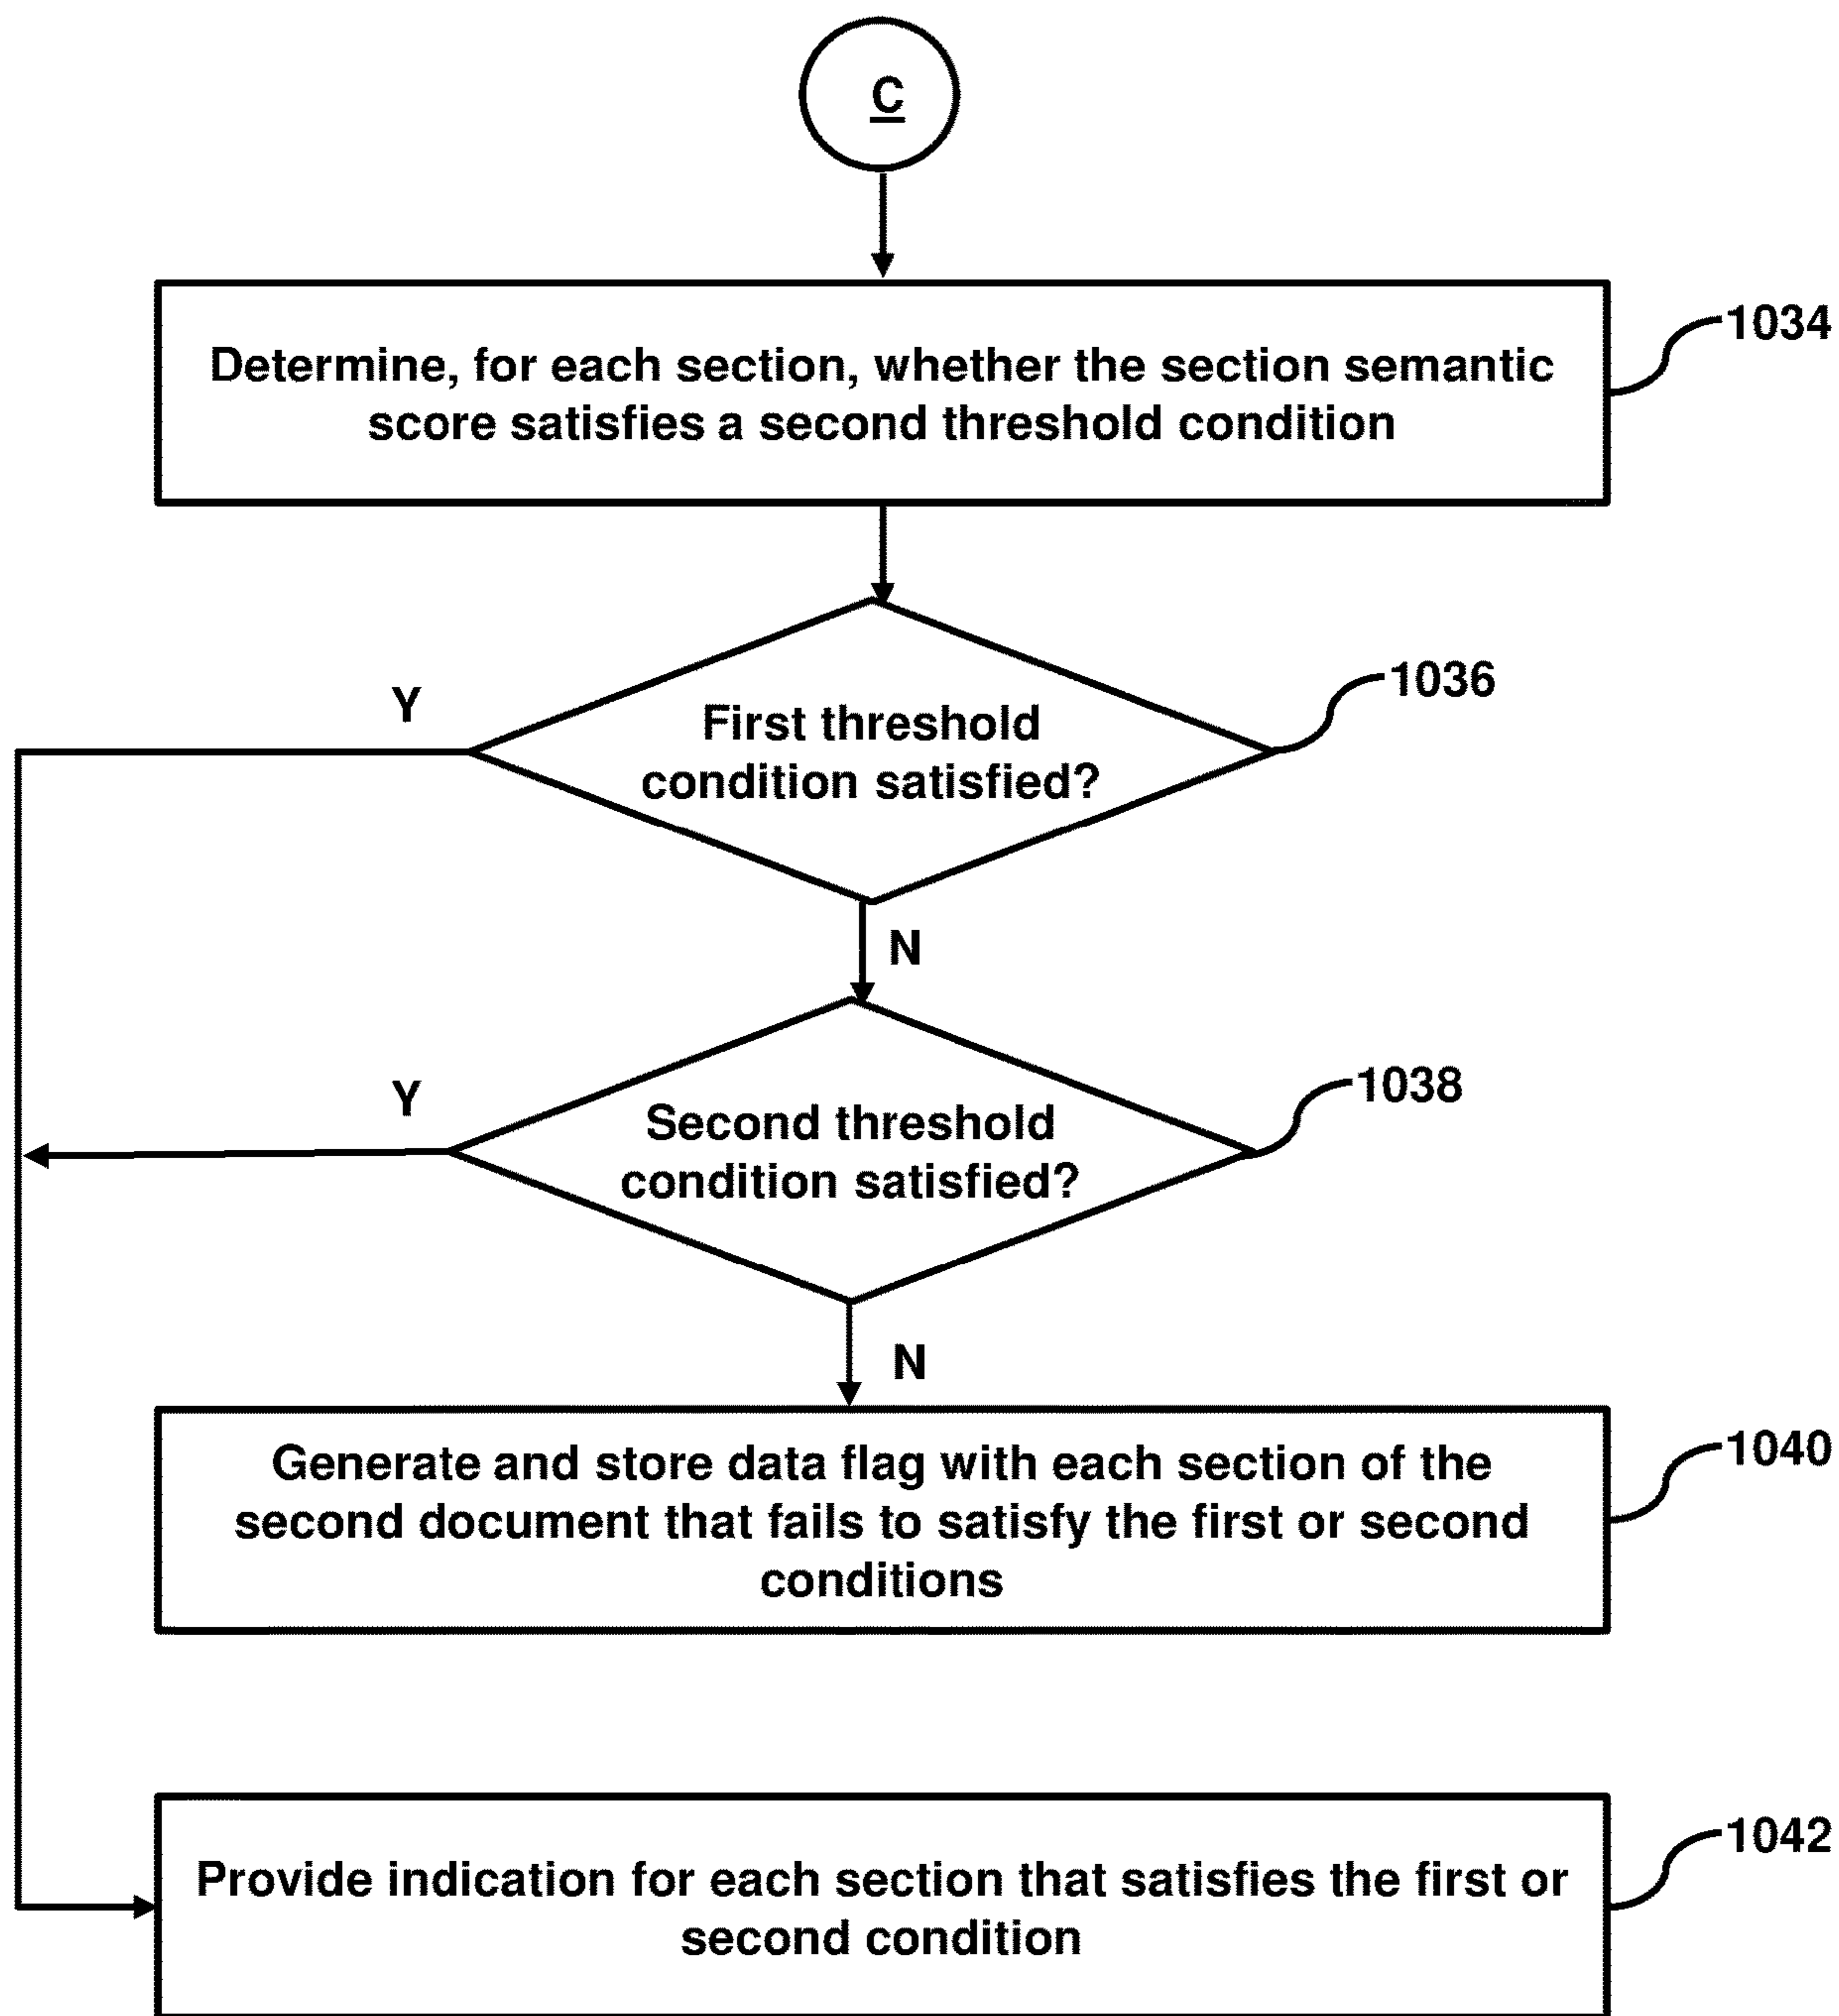 C
Determine, for each section, whether the section semantic
score satisfies a second threshold condition
1034
First threshold
condition satisfied?
1036
Y
N
Second threshold
condition satisfied?
1038
Y
N
Generate and store data flag with each section of the
second document that fails to satisfy the first or second
conditions
1040
Provide indication for each section that satisfies the first or
second condition
1042